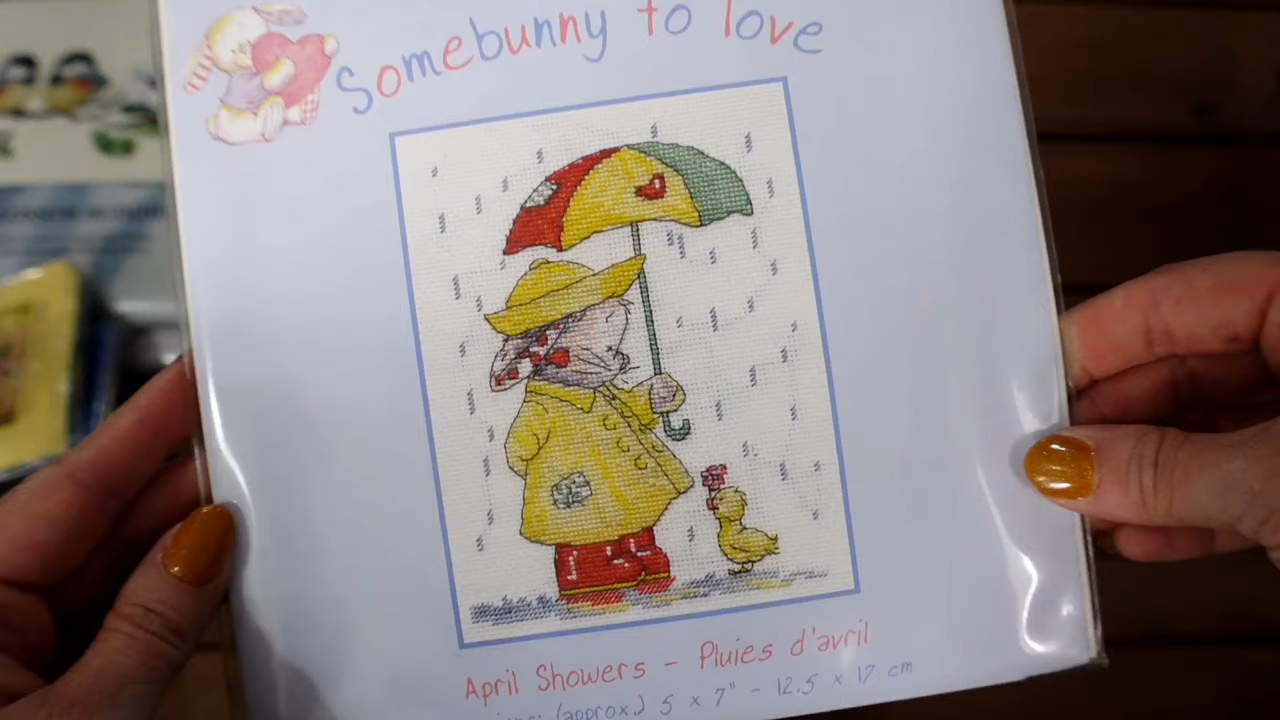 Somebunny to love
April Showers - Pluies d'avril
(approx.) 5 x 7" - 12.5 x 17 cm